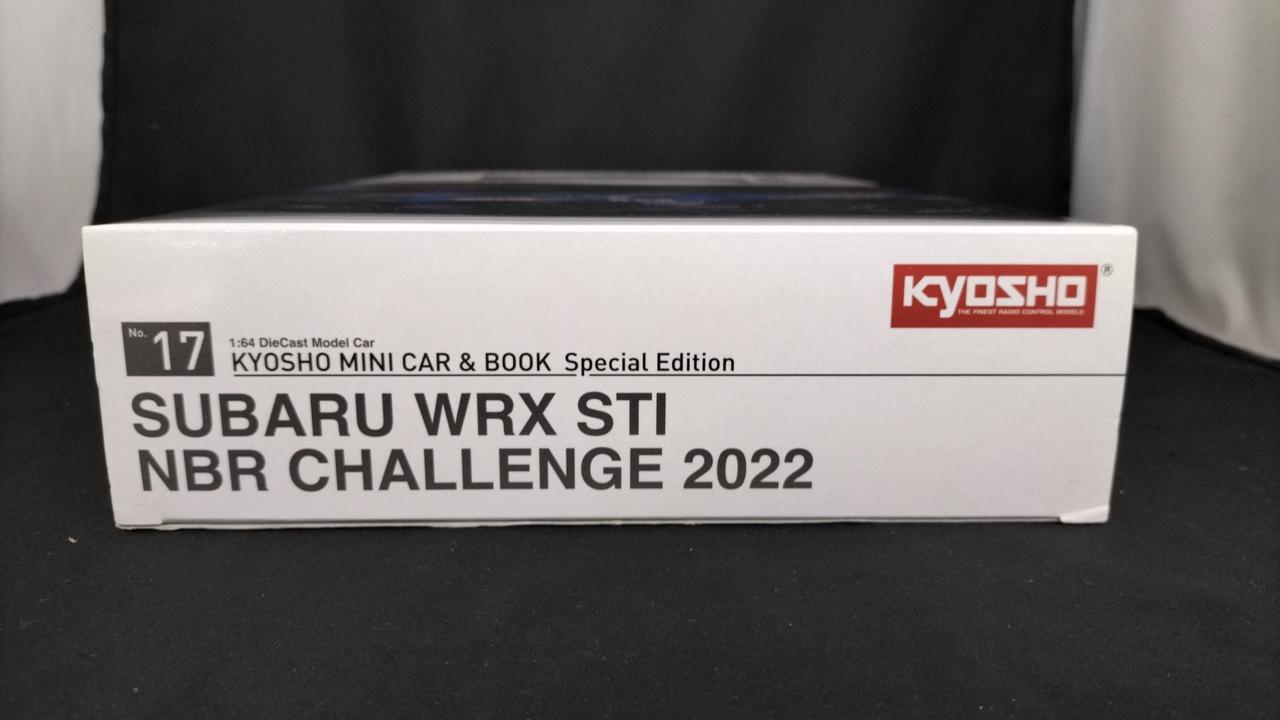 KYOSHO®
THE FINEST RADIO CONTROL MODELS
No. 17
1:64 DieCast Model Car
KYOSHO MINI CAR & BOOK Special Edition
SUBARU WRX STI
NBR CHALLENGE 2022